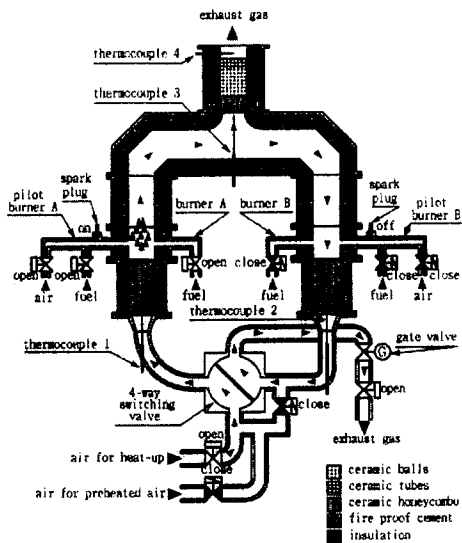 exhaust gas
thermocouple 4
thermocouple 3
spark
plug
pilot
burner A
on
burner A
burner B
spark
plug
off
pilot
burner B
open
open
air
fuel
open
fuel
close
fuel
close
close
fuel
air
thermocouple 2
thermocouple 1
gate valve
G
4-way
switching
valve
open
close
exhaust gas
open
air for heat-up
close
air for preheated air
ceramic balls
ceramic tubes
ceramic honeycombs
fire proof cement
insulation